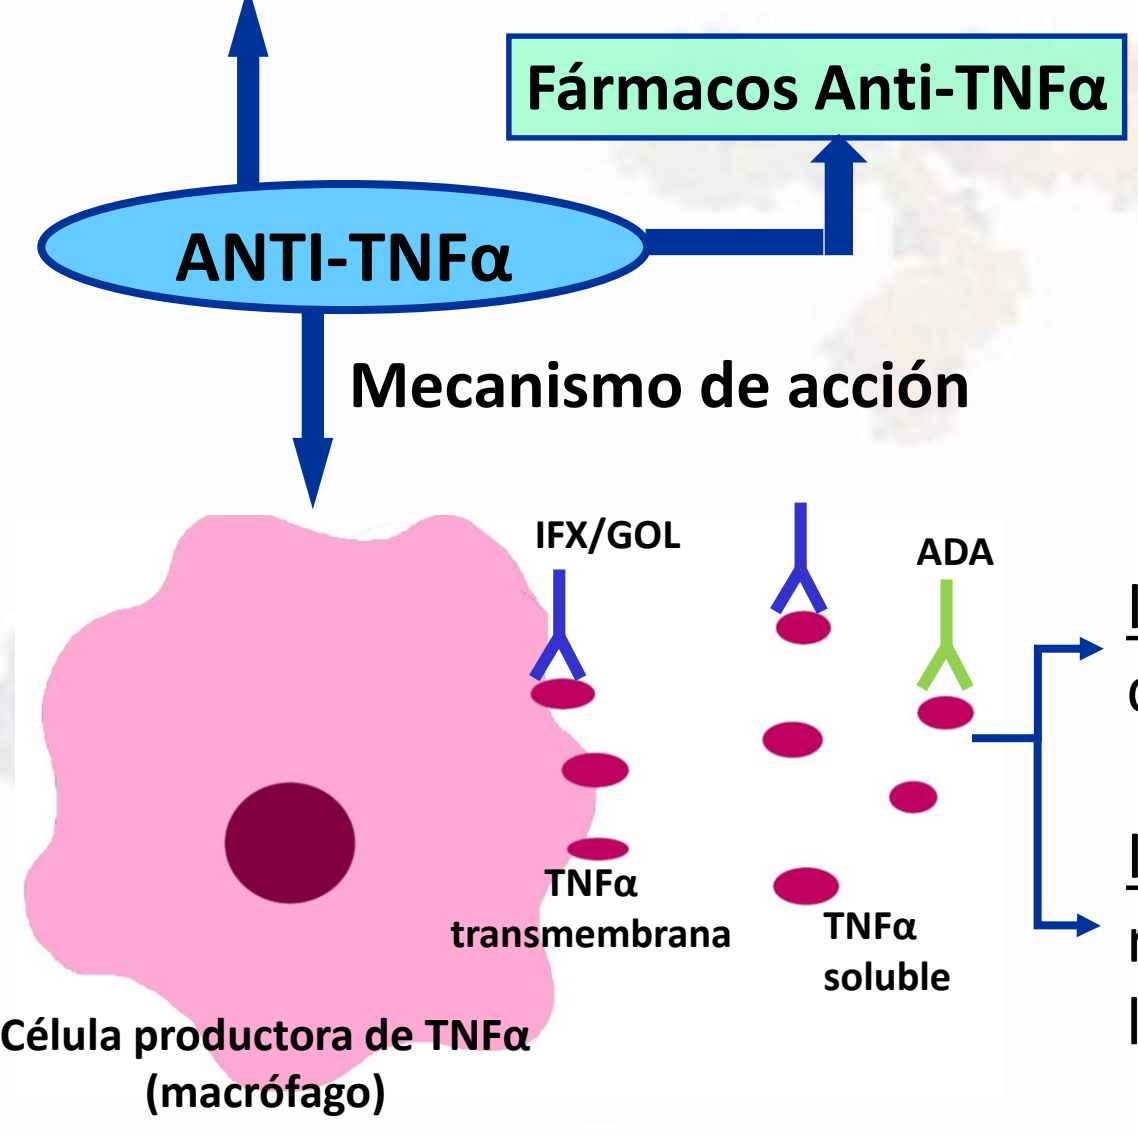 Fármacos Anti-TNFα
ANTI-TNFα
Mecanismo de acción
IFX/GOL
ADA
TNFα
transmembrana
TNFα
soluble
Célula productora de TNFα
(macrófago)